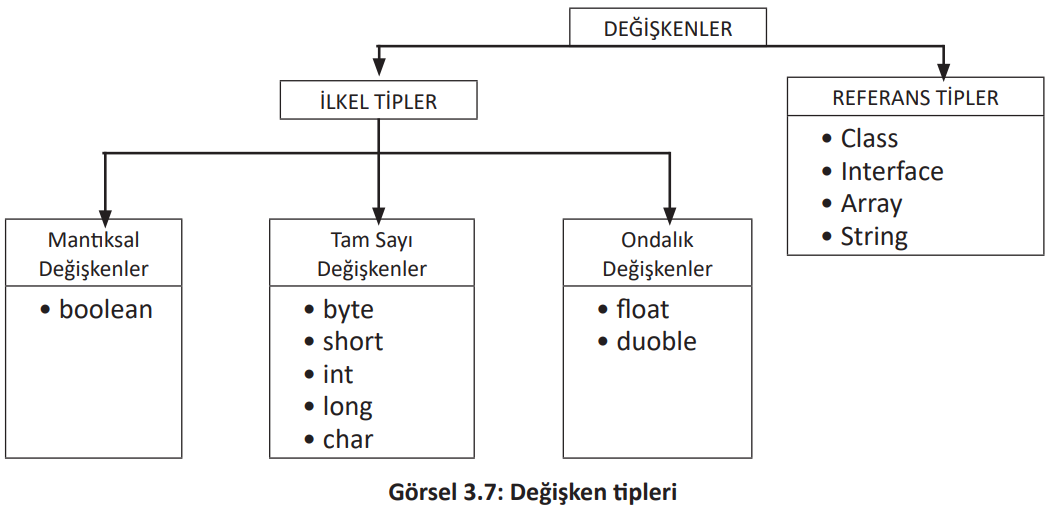 DEĞİŞKENLER
İLKEL TİPLER
REFERANS TİPLER
• Class
• Interface
• Array
• String
Mantıksal
Değişkenler
• boolean
Tam Sayı
Değişkenler
• byte
• short
• int
• long
• char
Ondalık
Değişkenler
• float
• duoble
Görsel 3.7: Değişken tipleri